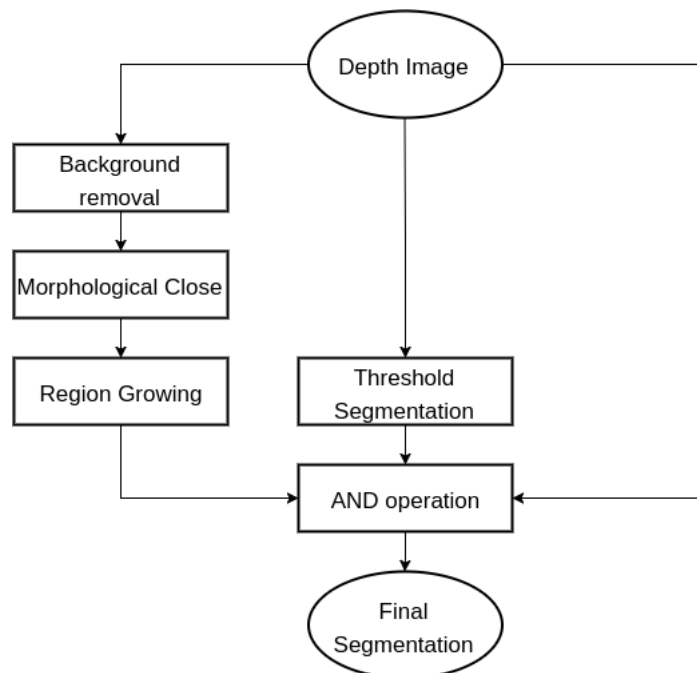 Depth Image
Background
removal
Morphological Close
Region Growing
Threshold
Segmentation
AND operation
Final
Segmentation